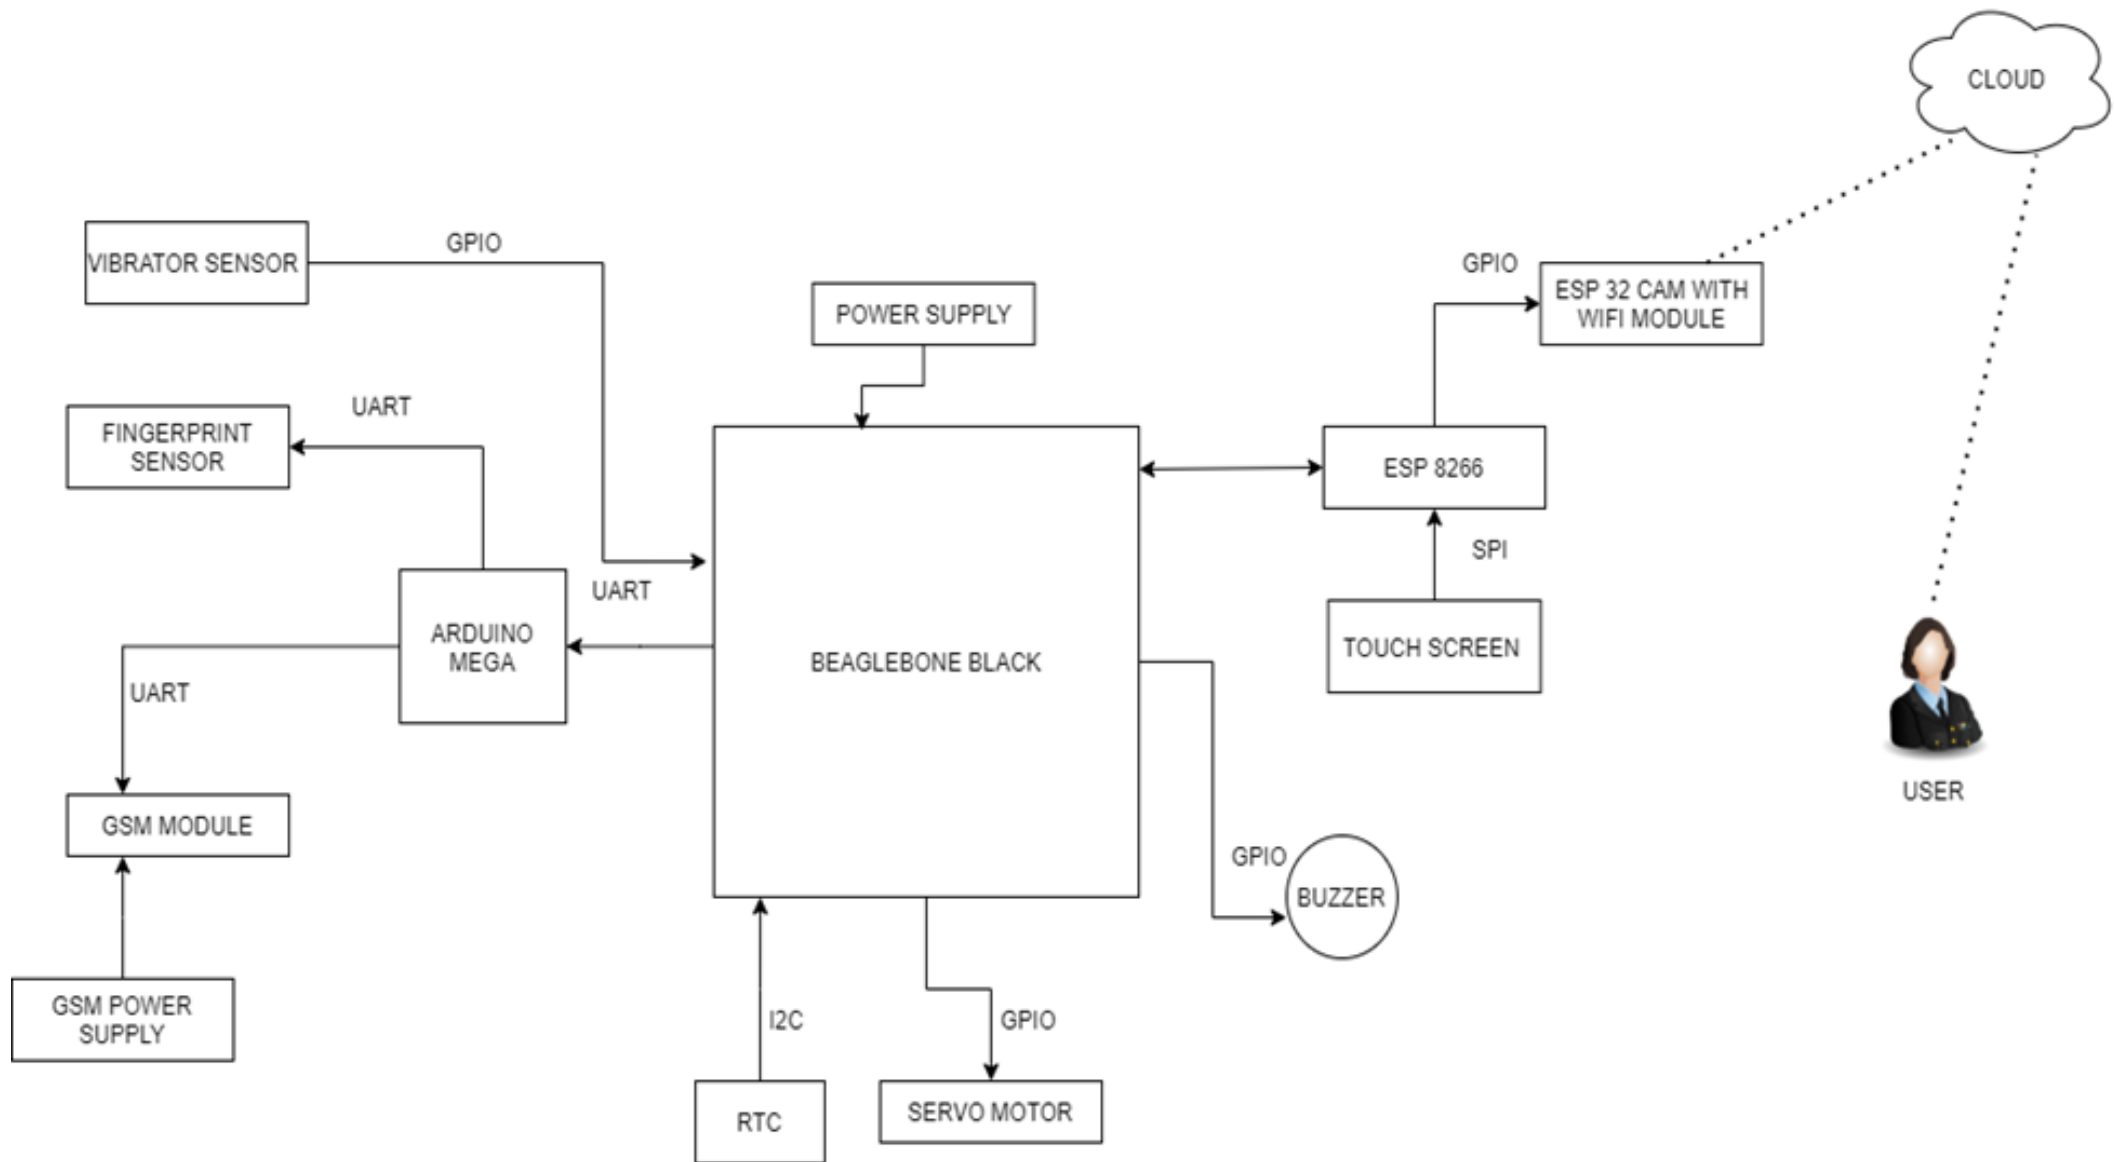 CLOUD
VIBRATOR SENSOR
GPIO
POWER SUPPLY
GPIO
ESP 32 CAM WITH
WIFI MODULE
FINGERPRINT
SENSOR
UART
ESP 8266
SPI
UART
ARDUINO
MEGA
BEAGLEBONE BLACK
TOUCH SCREEN
UART
USER
GSM MODULE
GPIO
BUZZER
GSM POWER
SUPPLY
I2C
GPIO
RTC
SERVO MOTOR